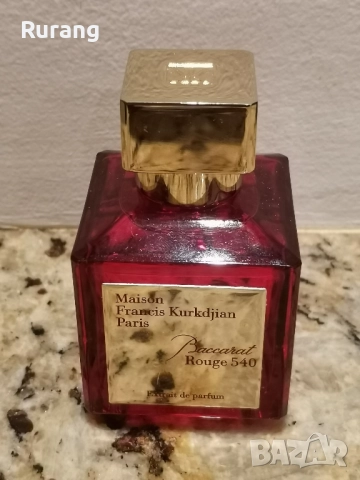 Rurang
Maison
Francis Kurkdjian
Paris
Baccarat
Rouge 540
Extrait de parfum
BAZAR